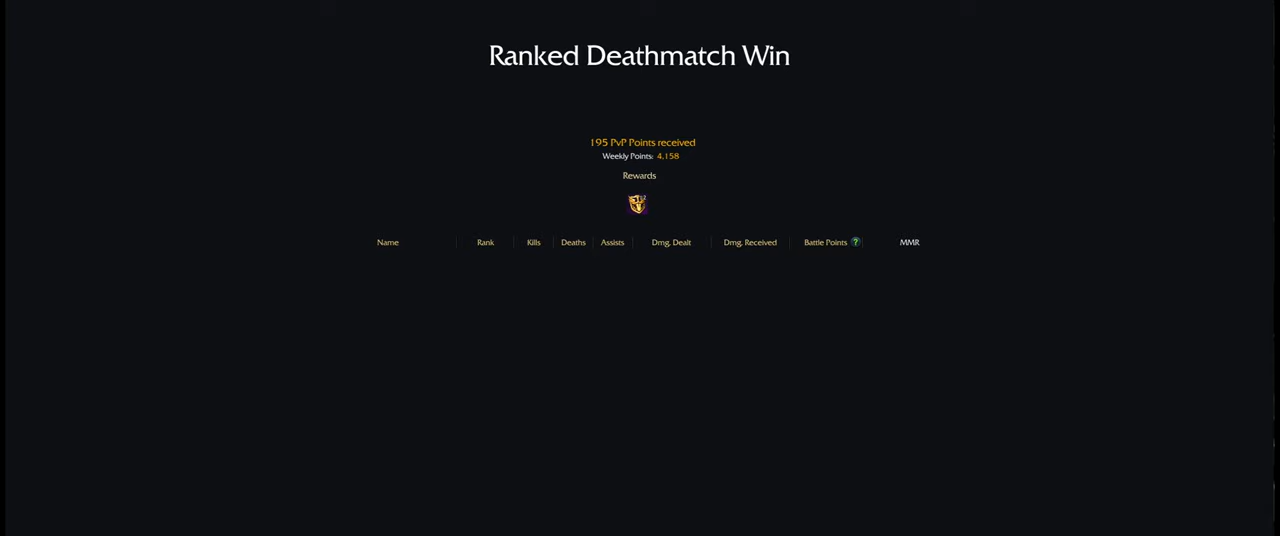 Ranked Deathmatch Win
195 PvP Points received
Weekly Points: 4,158
Rewards
2
Name Rank Kills Deaths Assists Dmg. Dealt Dmg. Received Battle Points ? MMR